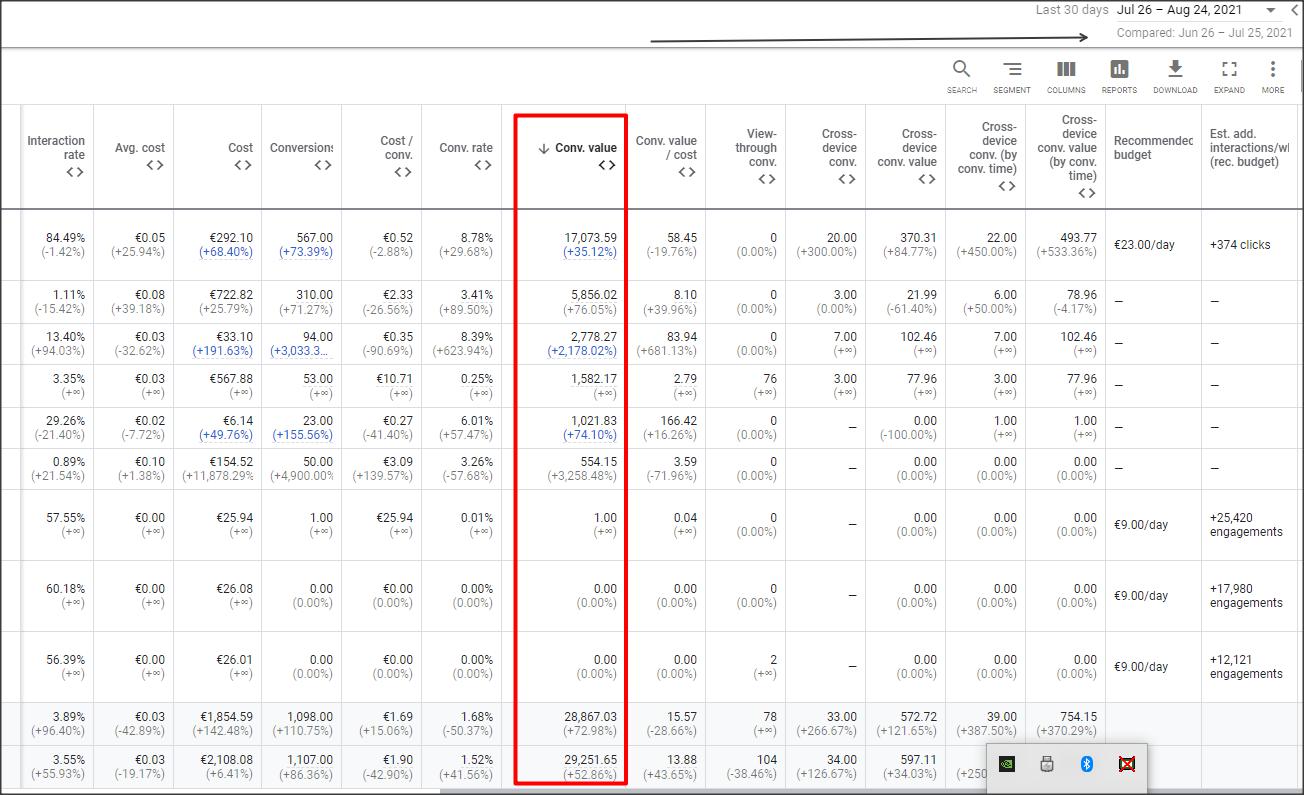 Last 30 days Jul 26 – Aug 24, 2021
Compared: Jun 26 – Jul 25, 2021
SEARCH SEGMENT COLUMNS REPORTS DOWNLOAD EXPAND MORE
Interaction rate Avg. cost Cost Conversions Cost / conv. Conv. rate Conv. value Conv. value / cost View-through conv. Cross-device conv. Cross-device conv. value Cross-device conv. (by conv. time) Cross-device conv. value (by conv. time) Recommended budget Est. add. interactions/wl (rec. budget)
84.49% €0.05 €292.10 567.00 €0.52 8.78% 17,073.59 58.45 0 20.00 370.31 22.00 493.77 €23.00/day +374 clicks
(-1.42%) (+25.94%) (+68.40%) (+73.39%) (-2.88%) (+29.68%) (+35.12%) (-19.76%) (0.00%) (+300.00%) (+84.77%) (+450.00%) (+533.36%)
1.11% €0.08 €722.82 310.00 €2.33 3.41% 5,856.02 8.10 0 3.00 21.99 6.00 78.96 – –
(-15.42%) (+39.18%) (+25.79%) (+71.27%) (-26.56%) (+89.50%) (+76.05%) (+39.96%) (0.00%) (0.00%) (-61.40%) (+50.00%) (-4.17%)
13.40% €0.03 €33.10 94.00 €0.35 8.39% 2,778.27 83.94 0 7.00 102.46 7.00 102.46 – –
(+94.03%) (-32.62%) (+191.63%) (+3,033.3... (-90.69%) (+623.94%) (+2,178.02%) (+681.13%) (0.00%) (+∞) (+∞) (+∞) (+∞)
3.35% €0.03 €567.88 53.00 €10.71 0.25% 1,582.17 2.79 76 3.00 77.96 3.00 77.96 – –
(+∞) (+∞) (+∞) (+∞) (+∞) (+∞) (+∞) (+∞) (+∞) (+∞) (+∞) (+∞) (+∞)
29.26% €0.02 €6.14 23.00 €0.27 6.01% 1,021.83 166.42 0 – 0.00 1.00 1.00 – –
(-21.40%) (-7.72%) (+49.76%) (+155.56%) (-41.40%) (+57.47%) (+74.10%) (+16.26%) (0.00%) (-100.00%) (+∞) (+∞)
0.89% €0.10 €154.52 50.00 €3.09 3.26% 554.15 3.59 0 – 0.00 0.00 0.00 – –
(+21.54%) (+1.38%) (+11,878.29% (+4,900.00% (+139.57%) (-57.68%) (+3,258.48%) (-71.96%) (0.00%) (0.00%) (0.00%) (0.00%)
57.55% €0.00 €25.94 1.00 €25.94 0.01% 1.00 0.04 0 – 0.00 0.00 0.00 €9.00/day +25,420 engagements
(+∞) (+∞) (+∞) (+∞) (+∞) (+∞) (+∞) (+∞) (0.00%) (0.00%) (0.00%) (0.00%)
60.18% €0.00 €26.08 0.00 €0.00 0.00% 0.00 0.00 0 – 0.00 0.00 0.00 €9.00/day +17,980 engagements
(+∞) (+∞) (+∞) (0.00%) (0.00%) (0.00%) (0.00%) (0.00%) (0.00%) (0.00%) (0.00%) (0.00%)
56.39% €0.00 €26.01 0.00 €0.00 0.00% 0.00 0.00 2 – 0.00 0.00 0.00 €9.00/day +12,121 engagements
(+∞) (+∞) (+∞) (0.00%) (0.00%) (0.00%) (0.00%) (0.00%) (+∞) (0.00%) (0.00%) (0.00%)
3.89% €0.03 €1,854.59 1,098.00 €1.69 1.68% 28,867.03 15.57 78 33.00 572.72 39.00 754.15
(+96.40%) (-42.89%) (+142.48%) (+110.75%) (+15.06%) (-50.37%) (+72.98%) (-28.66%) (+∞) (+266.67%) (+121.65%) (+387.50%) (+370.29%)
3.55% €0.03 €2,108.08 1,107.00 €1.90 1.52% 29,251.65 13.88 104 34.00 597.11
(+55.93%) (-19.17%) (+6.41%) (+86.36%) (-42.90%) (+41.56%) (+52.86%) (+43.65%) (-38.46%) (+126.67%) (+34.03%) (+250